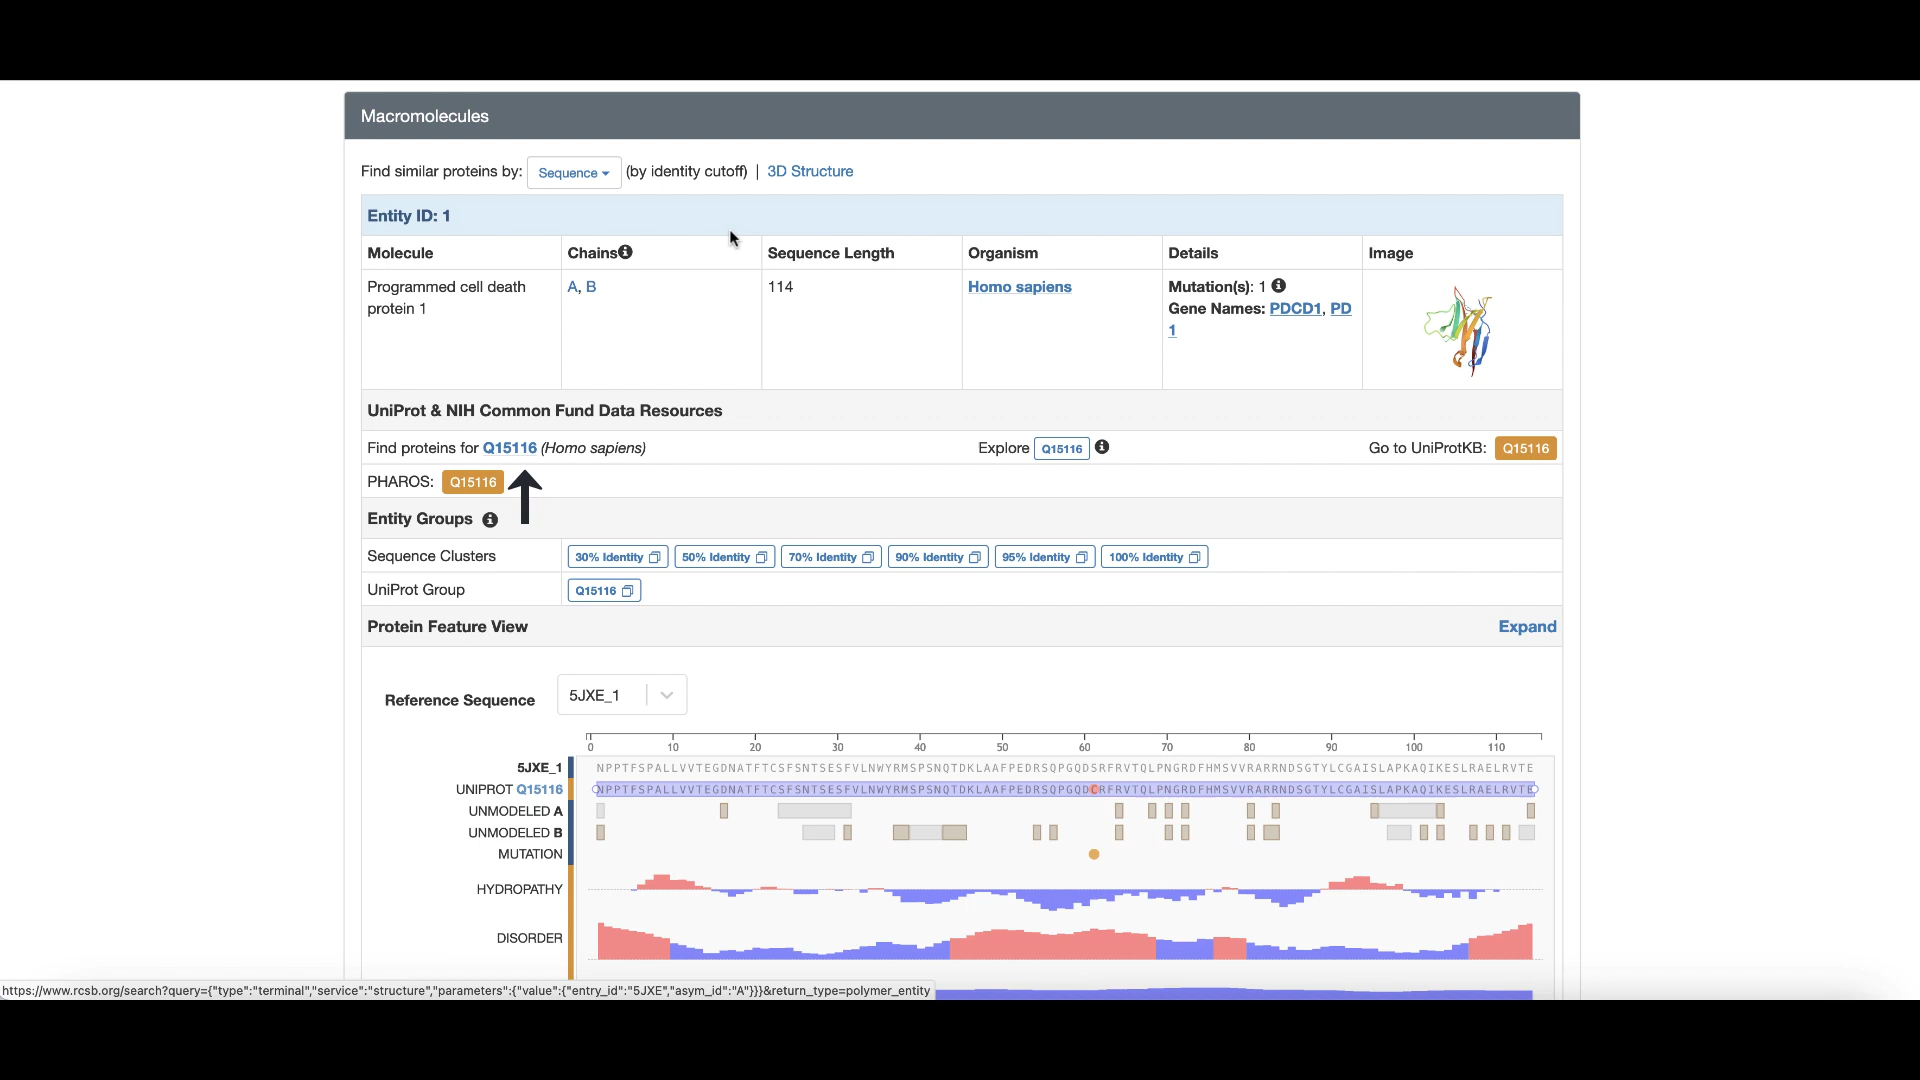 Macromolecules
Find similar proteins by: Sequence (by identity cutoff) | 3D Structure
Entity ID: 1
Molecule Chains Sequence Length Organism Details Image
Programmed cell death A, B 114 Homo sapiens Mutation(s): 1
protein 1 Gene Names: PDCD1, PD
1
UniProt & NIH Common Fund Data Resources
Find proteins for Q15116 (Homo sapiens) Explore Q15116 Go to UniProtKB: Q15116
PHAROS: Q15116
Entity Groups
Sequence Clusters 30% Identity 50% Identity 70% Identity 90% Identity 95% Identity 100% Identity
UniProt Group Q15116
Protein Feature View Expand
Reference Sequence 5JXE_1
0 10 20 30 40 50 60 70 80 90 100 110
5JXE_1 NPPTFSPALLVVTEGDNATFTCSFSNTSESFVLNWYRMSPSNQTDKLAAFPEDRSQPGQDSRFRVTQLPNGRDFHMSVVRARRNDSGTYLCGAISLAPKAQIKESLRAELRVTE
UNIPROT Q15116 NPPTFSPALLVVTEGDNATFTCSFSNTSESFVLNWYRMSPSNQTDKLAAFPEDRSQPGQDCRFRVTQLPNGRDFHMSVVRARRNDSGTYLCGAISLAPKAQIKESLRAELRVTE
UNMODELED A
UNMODELED B
MUTATION
HYDROPATHY
DISORDER
https://www.rcsb.org/search?query={"type":"terminal","service":"structure","parameters":{"value":{"entry_id":"5JXE","asym_id":"A"}}}&return_type=polymer_entity